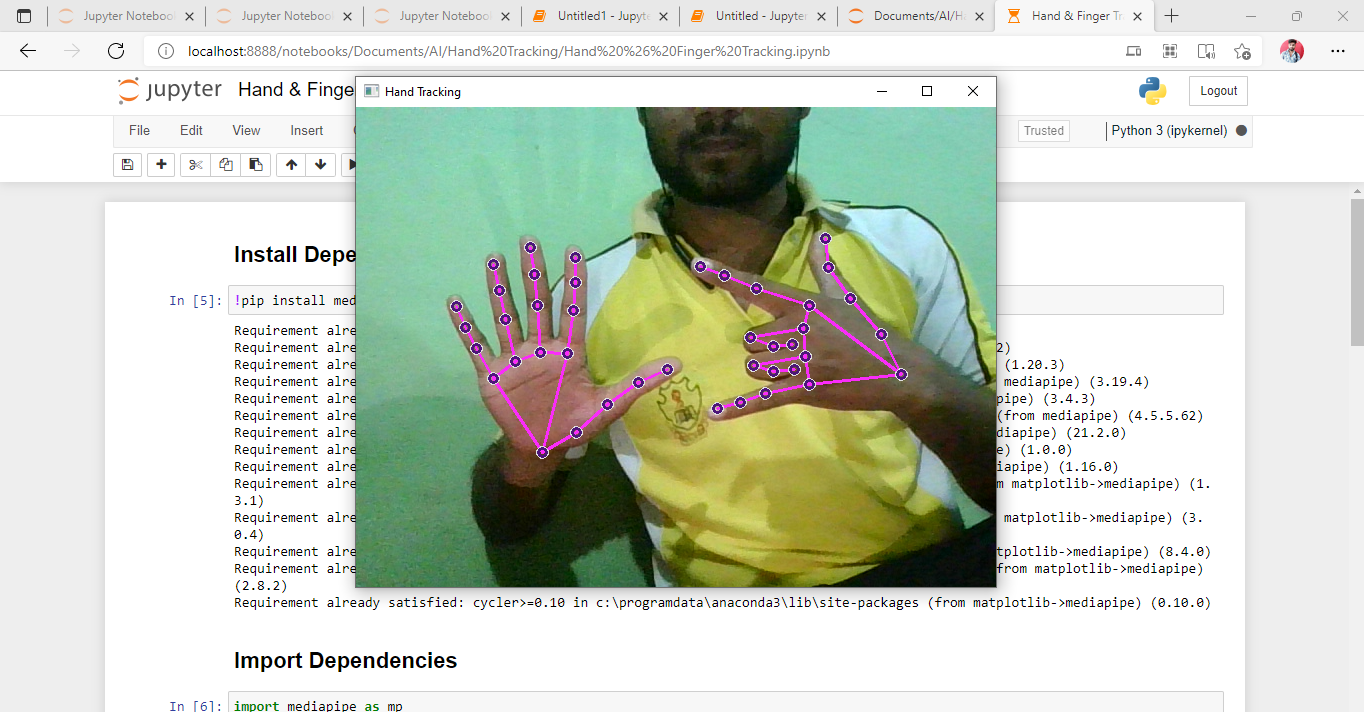 Jupyter Noteboo
Jupyter Noteboo
Jupyter Noteboo
Untitled1 - Jupyte
Untitled - Jupyter
Documents/AI/Ha
Hand & Finger Tr
localhost:8888/notebooks/Documents/AI/Hand%20Tracking/Hand%20%26%20Finger%20Tracking.ipynb
jupyter Hand & Finge
Logout
Hand Tracking
File Edit View Insert
Trusted
Python 3 (ipykernel)
Install Depe
In [5]: !pip install med
Requirement alre
Requirement alre 2)
Requirement alre (1.20.3)
Requirement alre mediapipe) (3.19.4)
Requirement alre pipe) (3.4.3)
Requirement alre (from mediapipe) (4.5.5.62)
Requirement alre diapipe) (21.2.0)
Requirement alre e) (1.0.0)
Requirement alre iapipe) (1.16.0)
Requirement alre m matplotlib->mediapipe) (1.
3.1)
Requirement alre matplotlib->mediapipe) (3.
0.4)
Requirement alre tplotlib->mediapipe) (8.4.0)
Requirement alre from matplotlib->mediapipe)
(2.8.2)
Requirement already satisfied: cycler>=0.10 in c:\programdata\anaconda3\lib\site-packages (from matplotlib->mediapipe) (0.10.0)
Import Dependencies
In [6]: import mediapipe as mp